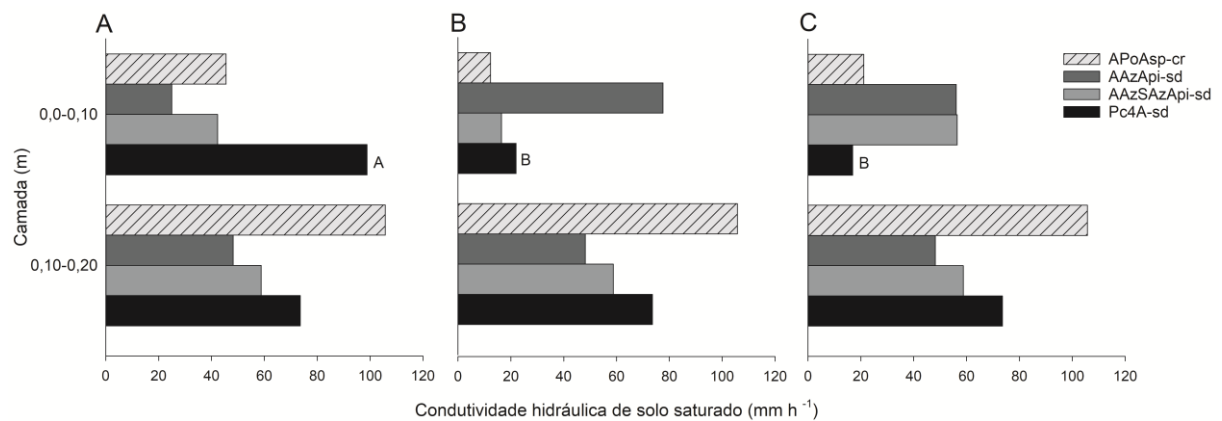 A
B
C
APoAsp-cr
AAzApi-sd
AAzSAzApi-sd
Pc4A-sd
Camada (m)
0,0-0,10
0,10-0,20
A
B
B
0 20 40 60 80 100 120
0 20 40 60 80 100 120
0 20 40 60 80 100 120
Condutividade hidráulica de solo saturado (mm h⁻¹)